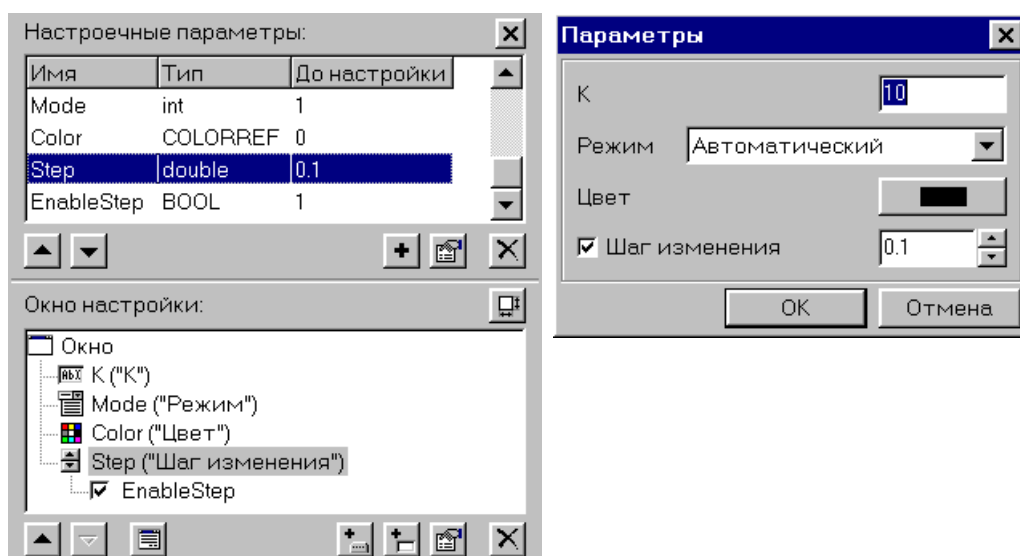 Настроечные параметры:
Имя Тип До настройки
Mode int 1
Color COLORREF 0
Step double 0.1
EnableStep BOOL 1
Окно настройки:
Окно
K ("K")
Mode ("Режим")
Color ("Цвет")
Step ("Шаг изменения")
EnableStep
Параметры
K 10
Режим Автоматический
Цвет
Шаг изменения 0.1
OK Отмена